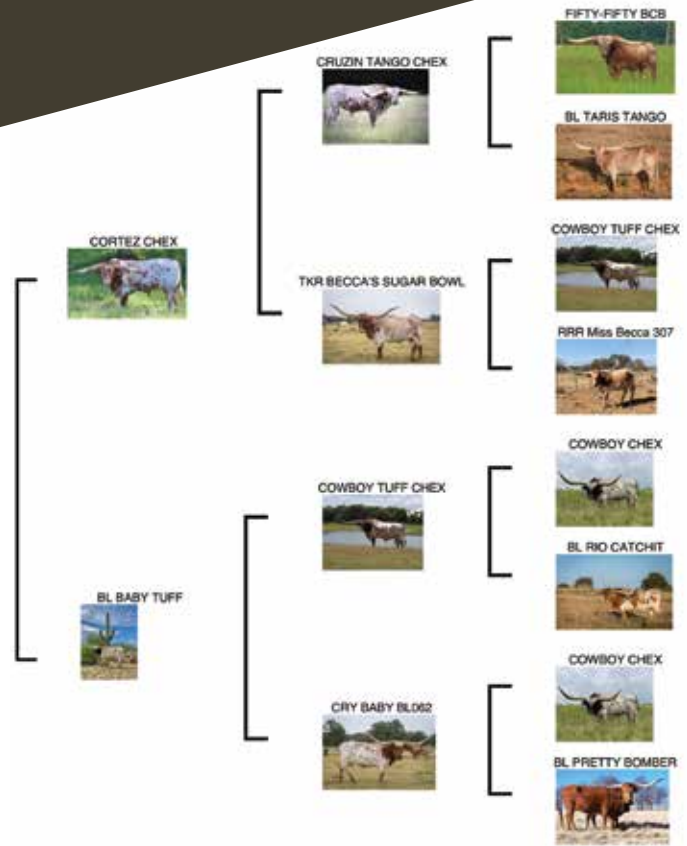 FIFTY-FIFTY BCB
CRUZIN TANGO CHEX
BL TARIS TANGO
CORTEZ CHEX
COWBOY TUFF CHEX
TKR BECCA'S SUGAR BOWL
RRR Miss Becca 307
COWBOY CHEX
COWBOY TUFF CHEX
BL RIO CATCHIT
BL BABY TUFF
COWBOY CHEX
CRY BABY BL062
BL PRETTY BOMBER